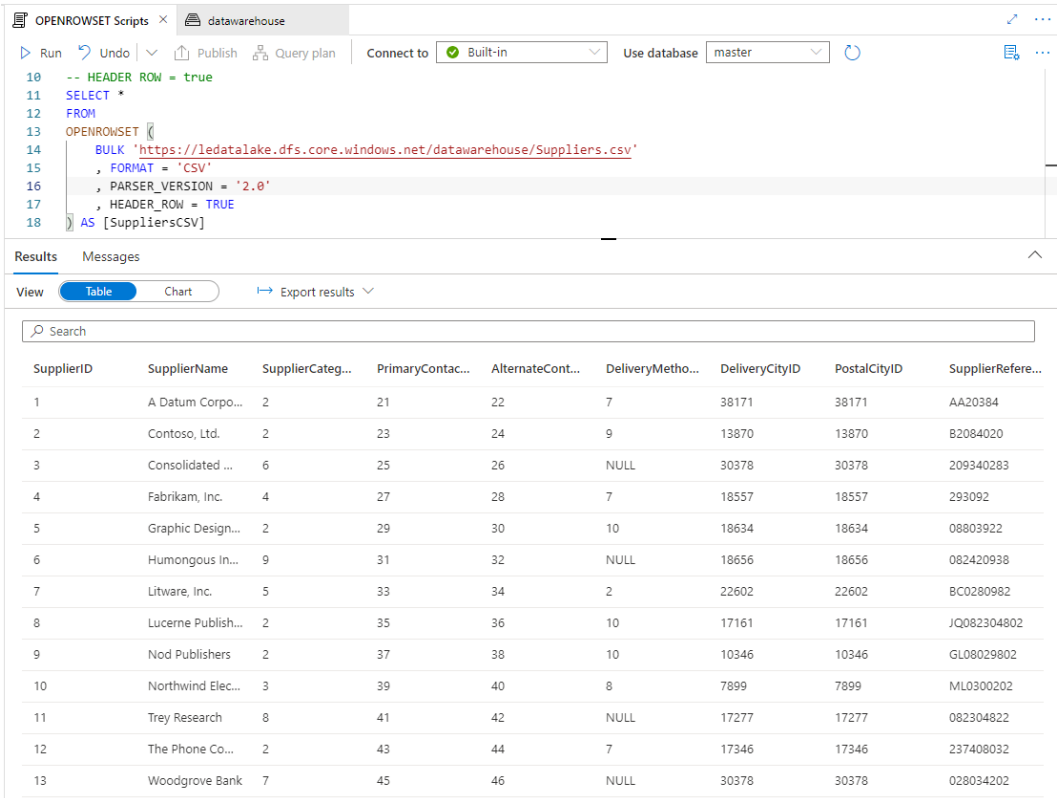 OPENROWSET Scripts × datawarehouse
Run Undo Publish Query plan Connect to Built-in Use database master
10 -- HEADER ROW = true
11 SELECT *
12 FROM
13 OPENROWSET (
14 BULK 'https://ledatalake.dfs.core.windows.net/datawarehouse/Suppliers.csv'
15 , FORMAT = 'CSV'
16 , PARSER_VERSION = '2.0'
17 , HEADER_ROW = TRUE
18 ) AS [SuppliersCSV]
Results Messages
View Table Chart Export results
Search
SupplierID SupplierName SupplierCateg... PrimaryContac... AlternateCont... DeliveryMetho... DeliveryCityID PostalCityID SupplierRefere...
1 A Datum Corpo... 2 21 22 7 38171 38171 AA20384
2 Contoso, Ltd. 2 23 24 9 13870 13870 B2084020
3 Consolidated ... 6 25 26 NULL 30378 30378 209340283
4 Fabrikam, Inc. 4 27 28 7 18557 18557 293092
5 Graphic Design... 2 29 30 10 18634 18634 08803922
6 Humongous In... 9 31 32 NULL 18656 18656 082420938
7 Litware, Inc. 5 33 34 2 22602 22602 BC0280982
8 Lucerne Publish... 2 35 36 10 17161 17161 JQ082304802
9 Nod Publishers 2 37 38 10 10346 10346 GL08029802
10 Northwind Elec... 3 39 40 8 7899 7899 ML0300202
11 Trey Research 8 41 42 NULL 17277 17277 082304822
12 The Phone Co... 2 43 44 7 17346 17346 237408032
13 Woodgrove Bank 7 45 46 NULL 30378 30378 028034202